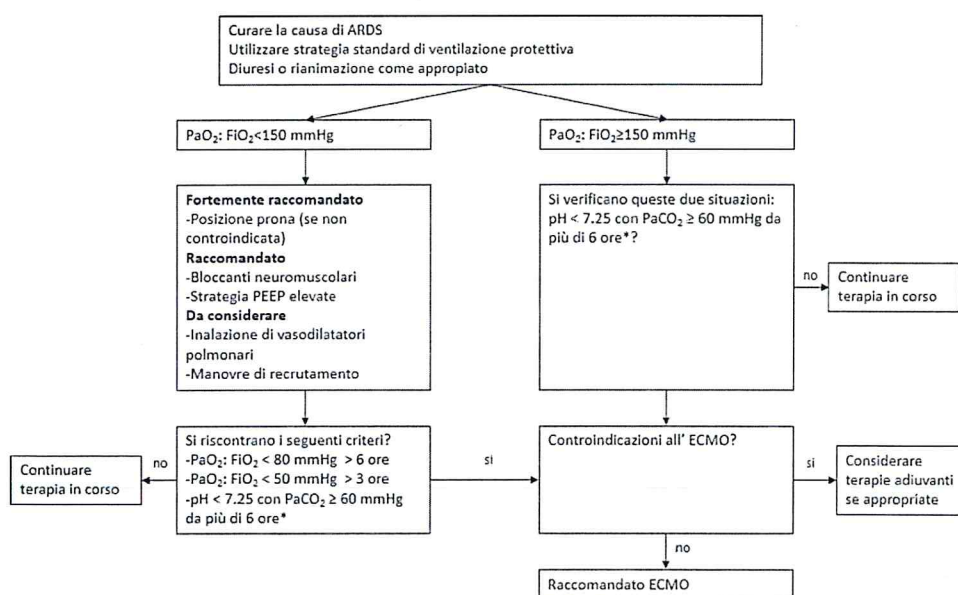 Curare la causa di ARDS
Utilizzare strategia standard di ventilazione protettiva
Diuresi o rianimazione come appropiato
PaO₂: FiO₂<150 mmHg
PaO₂: FiO₂≥150 mmHg
Fortemente raccomandato
-Posizione prona (se non
controindicata)
Raccomandato
-Bloccanti neuromuscolari
-Strategia PEEP elevate
Da considerare
-Inalazione di vasodilatatori
polmonari
-Manovre di recrutamento
Si verificano queste due situazioni:
pH < 7.25 con PaCO₂ ≥ 60 mmHg da
più di 6 ore*?
no
Continuare
terapia in corso
Si riscontrano i seguenti criteri?
-PaO₂: FiO₂ < 80 mmHg > 6 ore
-PaO₂: FiO₂ < 50 mmHg > 3 ore
-pH < 7.25 con PaCO₂ ≥ 60 mmHg
da più di 6 ore*
no
Continuare
terapia in corso
si
Controindicazioni all' ECMO?
si
Considerare
terapie adiuvanti
se appropriate
no
Raccomandato ECMO